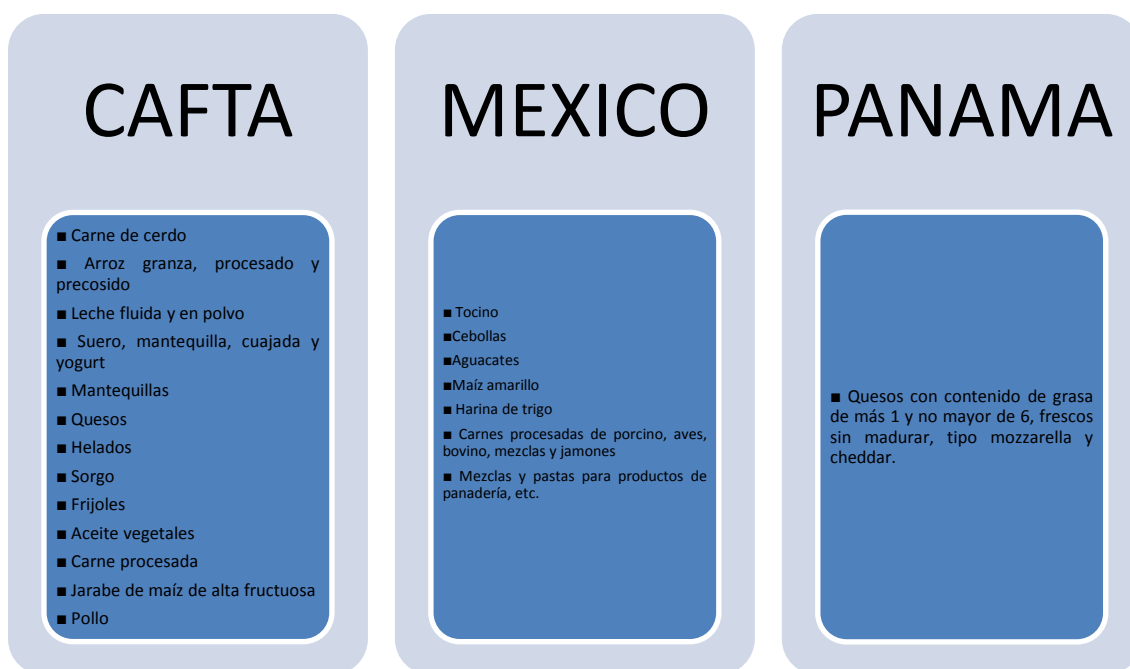 CAFTA
■ Carne de cerdo
■ Arroz granza, procesado y
precosido
■ Leche fluida y en polvo
■ Suero, mantequilla, cuajada y
yogurt
■ Mantequillas
■ Quesos
■ Helados
■ Sorgo
■ Frijoles
■ Aceite vegetales
■ Carne procesada
■ Jarabe de maíz de alta fructuosa
■ Pollo
MEXICO
■ Tocino
■Cebollas
■Aguacates
■Maíz amarillo
■ Harina de trigo
■ Carnes procesadas de porcino, aves,
bovino, mezclas y jamones
■ Mezclas y pastas para productos de
panadería, etc.
PANAMA
■ Quesos con contenido de grasa
de más 1 y no mayor de 6, frescos
sin madurar, tipo mozzarella y
cheddar.